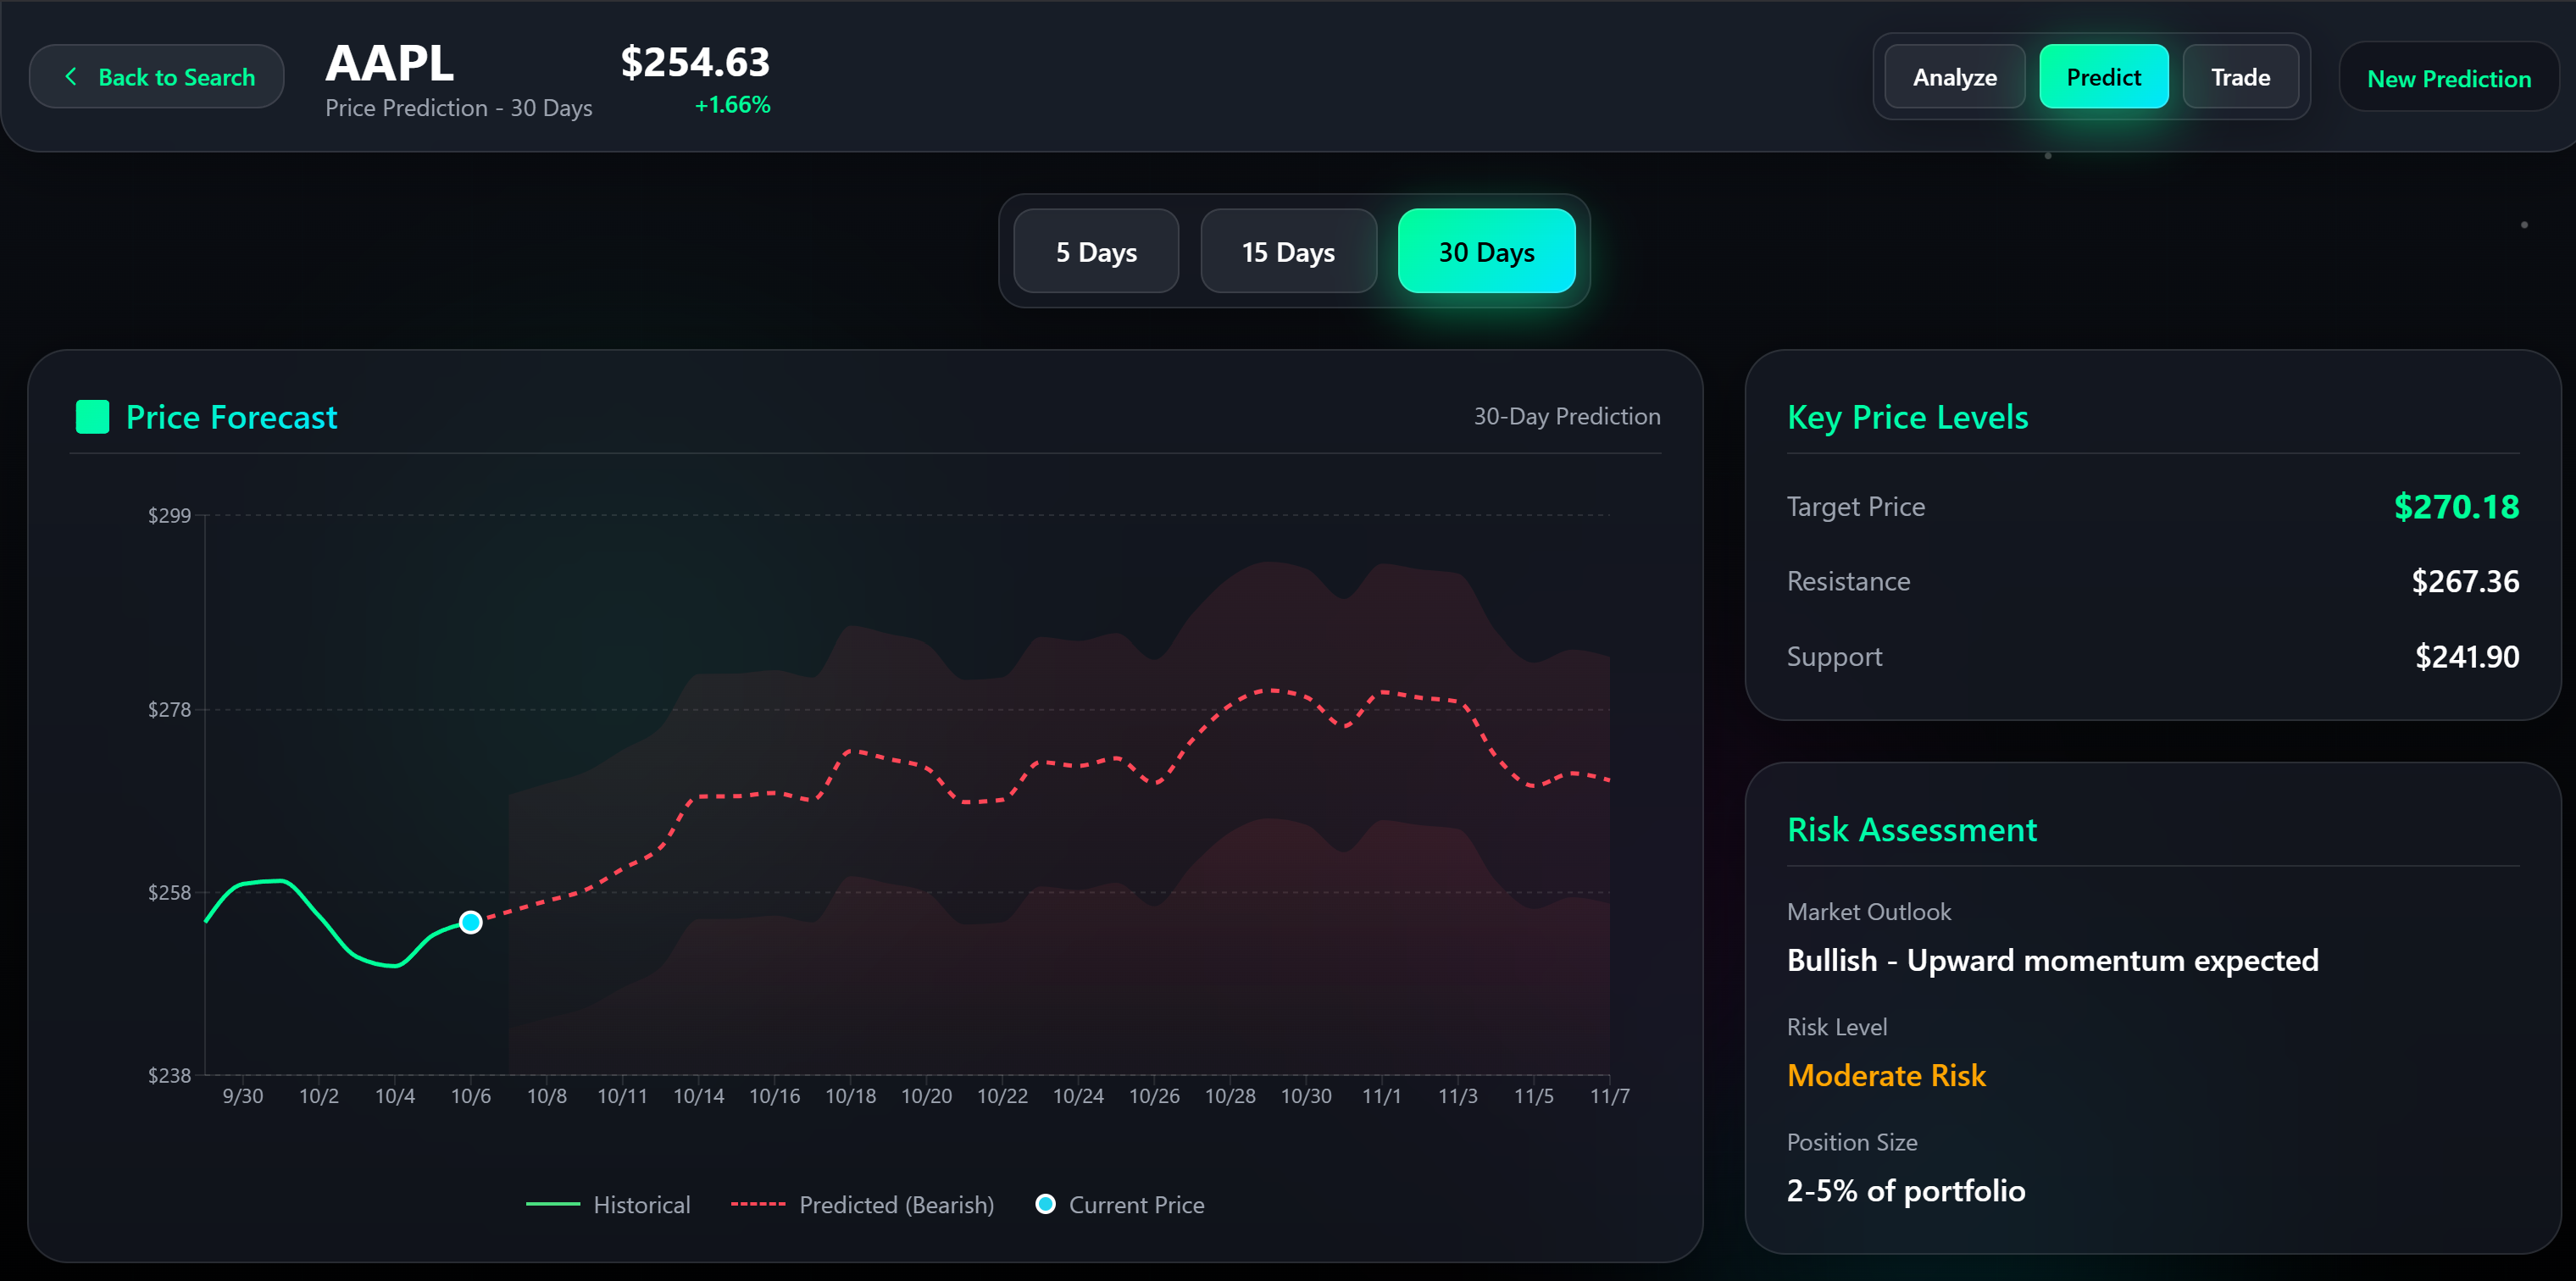 Back to Search
AAPL
Price Prediction - 30 Days
$254.63
+1.66%
Analyze
Predict
Trade
New Prediction
5 Days
15 Days
30 Days
Price Forecast
30-Day Prediction
$299
$278
$258
$238
9/30 10/2 10/4 10/6 10/8 10/11 10/14 10/16 10/18 10/20 10/22 10/24 10/26 10/28 10/30 11/1 11/3 11/5 11/7
Historical
Predicted (Bearish)
Current Price
Key Price Levels
Target Price $270.18
Resistance $267.36
Support $241.90
Risk Assessment
Market Outlook
Bullish - Upward momentum expected
Risk Level
Moderate Risk
Position Size
2-5% of portfolio